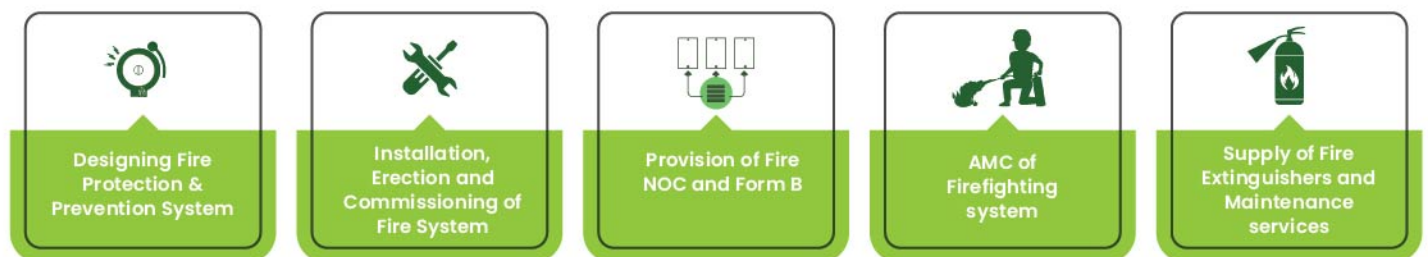 Designing Fire
Protection &
Prevention System
Installation,
Erection and
Commissioning of
Fire System
Provision of Fire
NOC and Form B
AMC of
Firefighting
system
Supply of Fire
Extinguishers and
Maintenance
services